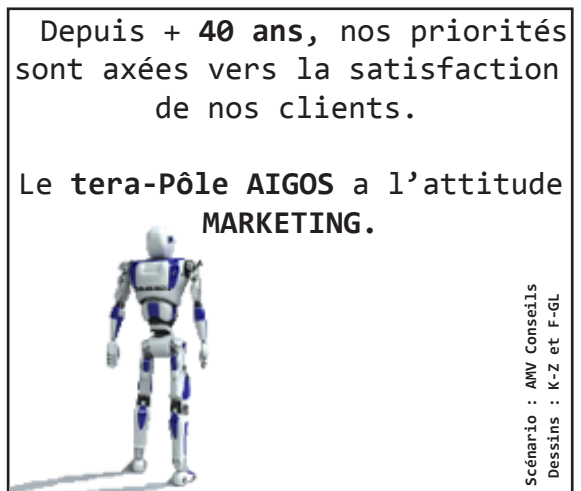 Depuis + 40 ans, nos priorités
sont axées vers la satisfaction
de nos clients.
Le tera-Pôle AIGOS a l’attitude
MARKETING.
Scénario : AMV Conseils
Dessins : K-Z et F-GL